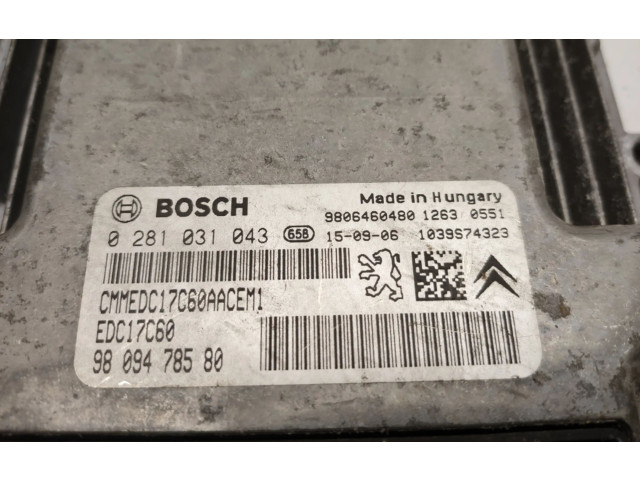 BOSCH
Made in Hungary
9806460480 1263 0551
0 281 031 043 65B 15-09-06 1039S74323
CMMEDC17C60AACEM1
EDC17C60
98 094 785 80